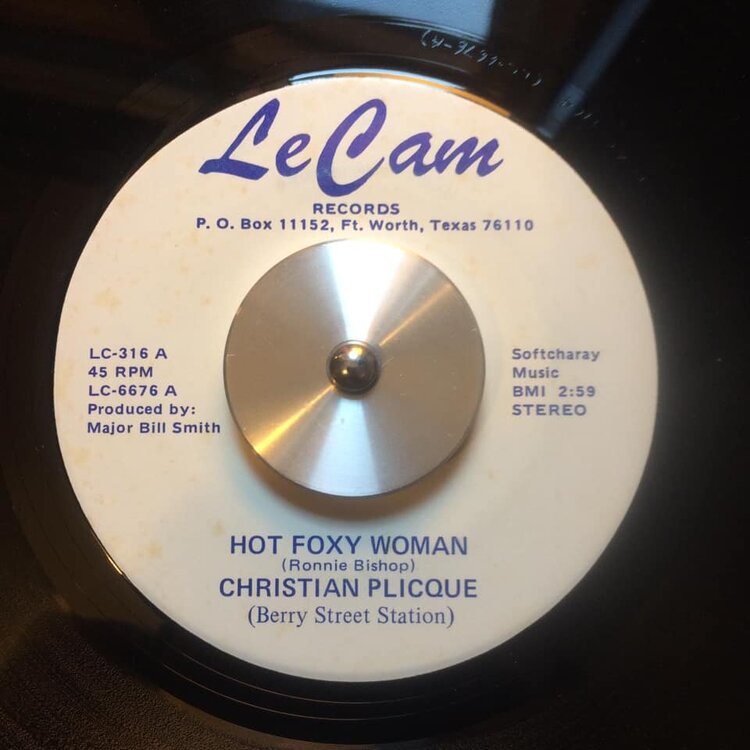 LeCam
RECORDS
P. O. Box 11152, Ft. Worth, Texas 76110
LC-316 A
45 RPM
LC-6676 A
Produced by:
Major Bill Smith
Softcharay
Music
BMI 2:59
STEREO
HOT FOXY WOMAN
(Ronnie Bishop)
CHRISTIAN PLICQUE
(Berry Street Station)